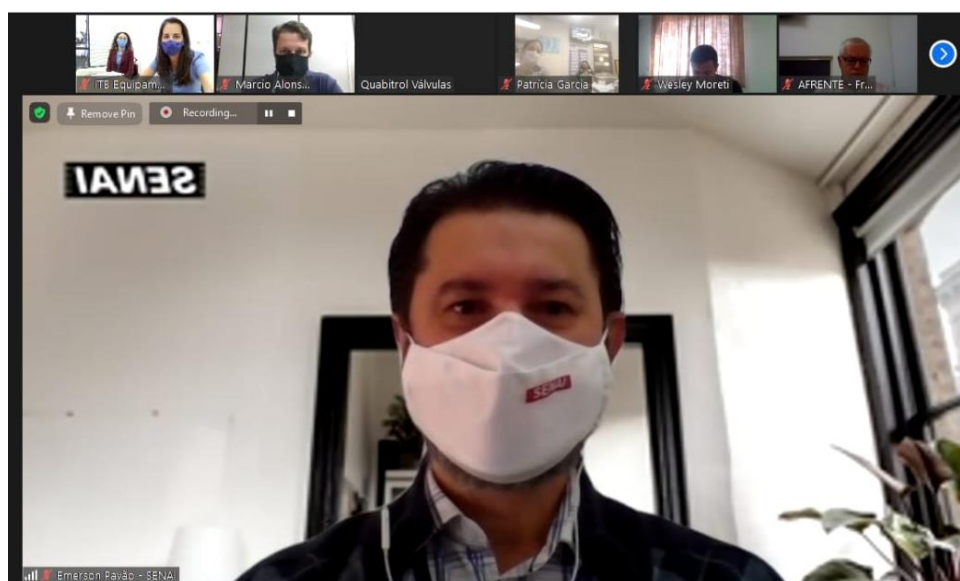 ITB Equipam...
Marcio Alons...
Quabitrol Válvulas
Patrícia Garcia
Wesley Moreti
AFRENTE - Fr...
Remove Pin
Recording...
SENAI
SENAI
Emerson Pavão - SENAI